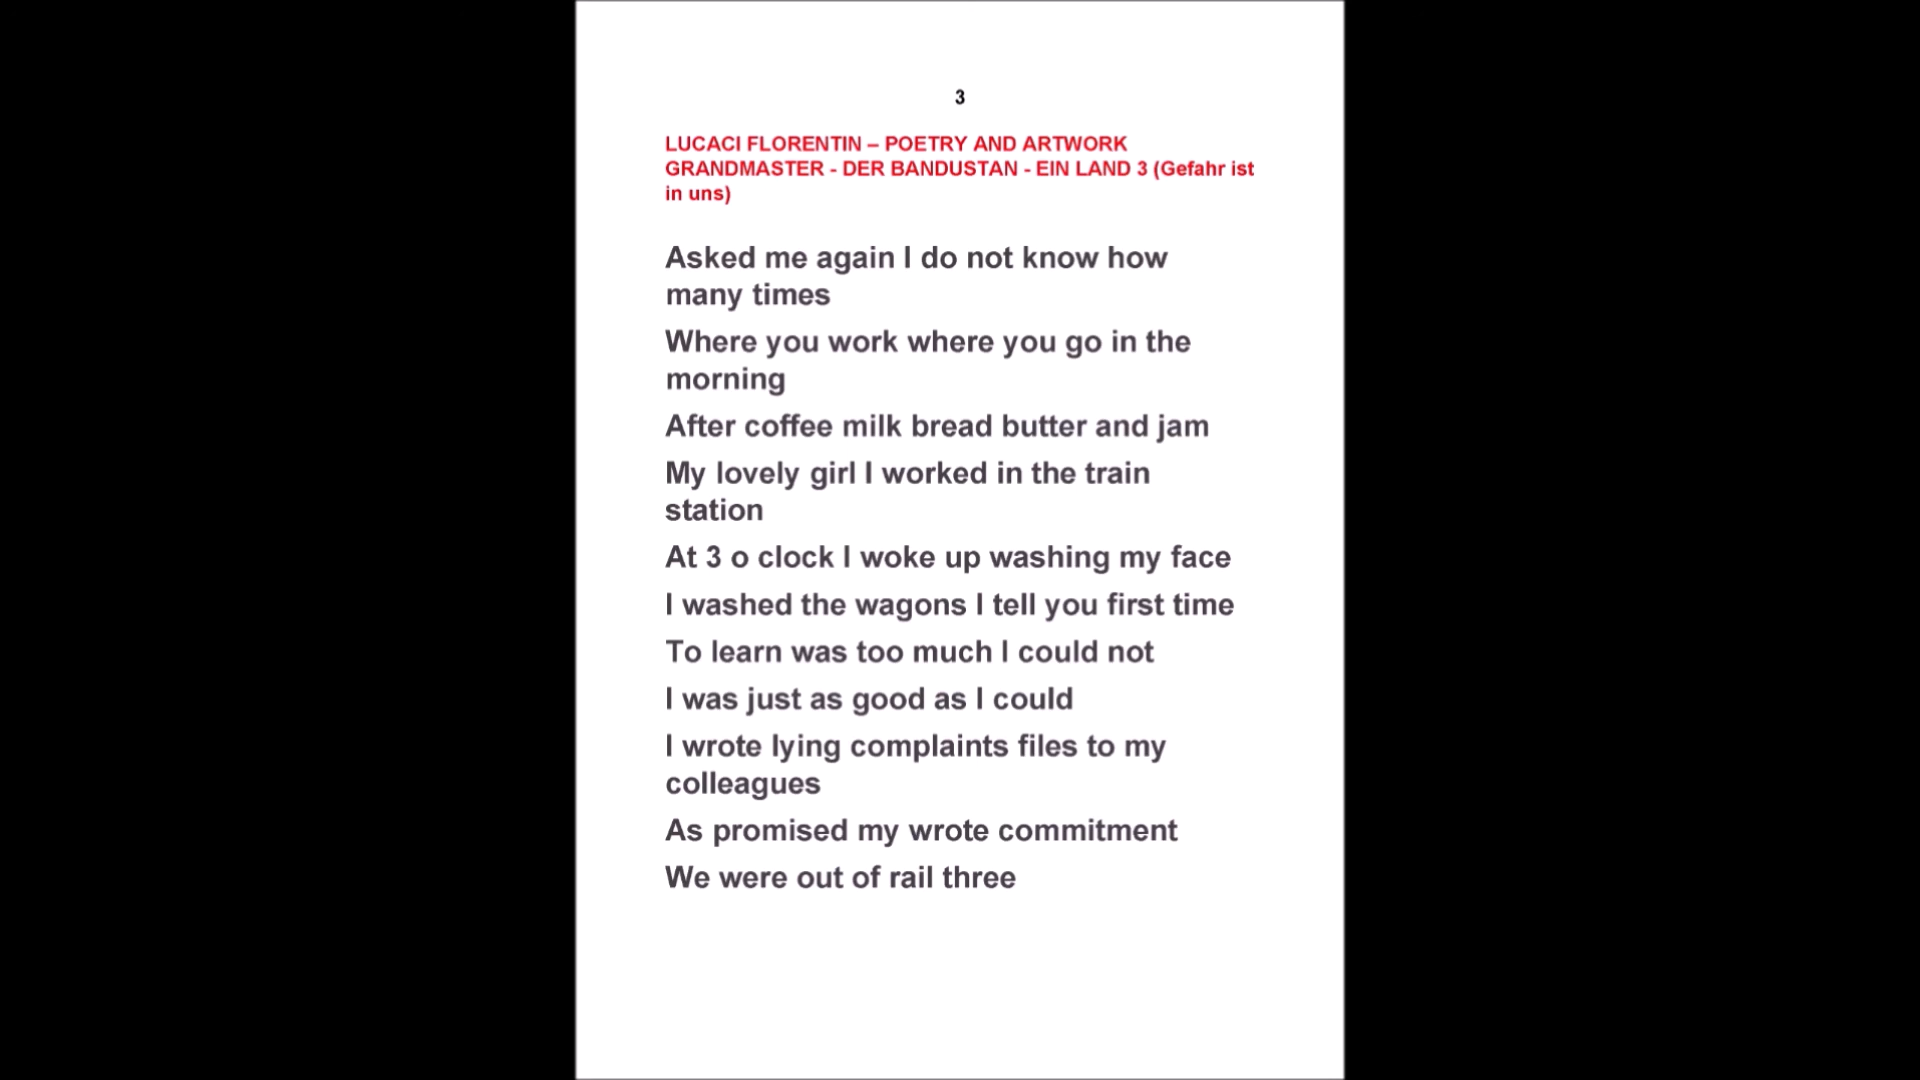 3
LUCACI FLORENTIN – POETRY AND ARTWORK
GRANDMASTER - DER BANDUSTAN - EIN LAND 3 (Gefahr ist
in uns)
Asked me again I do not know how
many times
Where you work where you go in the
morning
After coffee milk bread butter and jam
My lovely girl I worked in the train
station
At 3 o clock I woke up washing my face
I washed the wagons I tell you first time
To learn was too much I could not
I was just as good as I could
I wrote lying complaints files to my
colleagues
As promised my wrote commitment
We were out of rail three